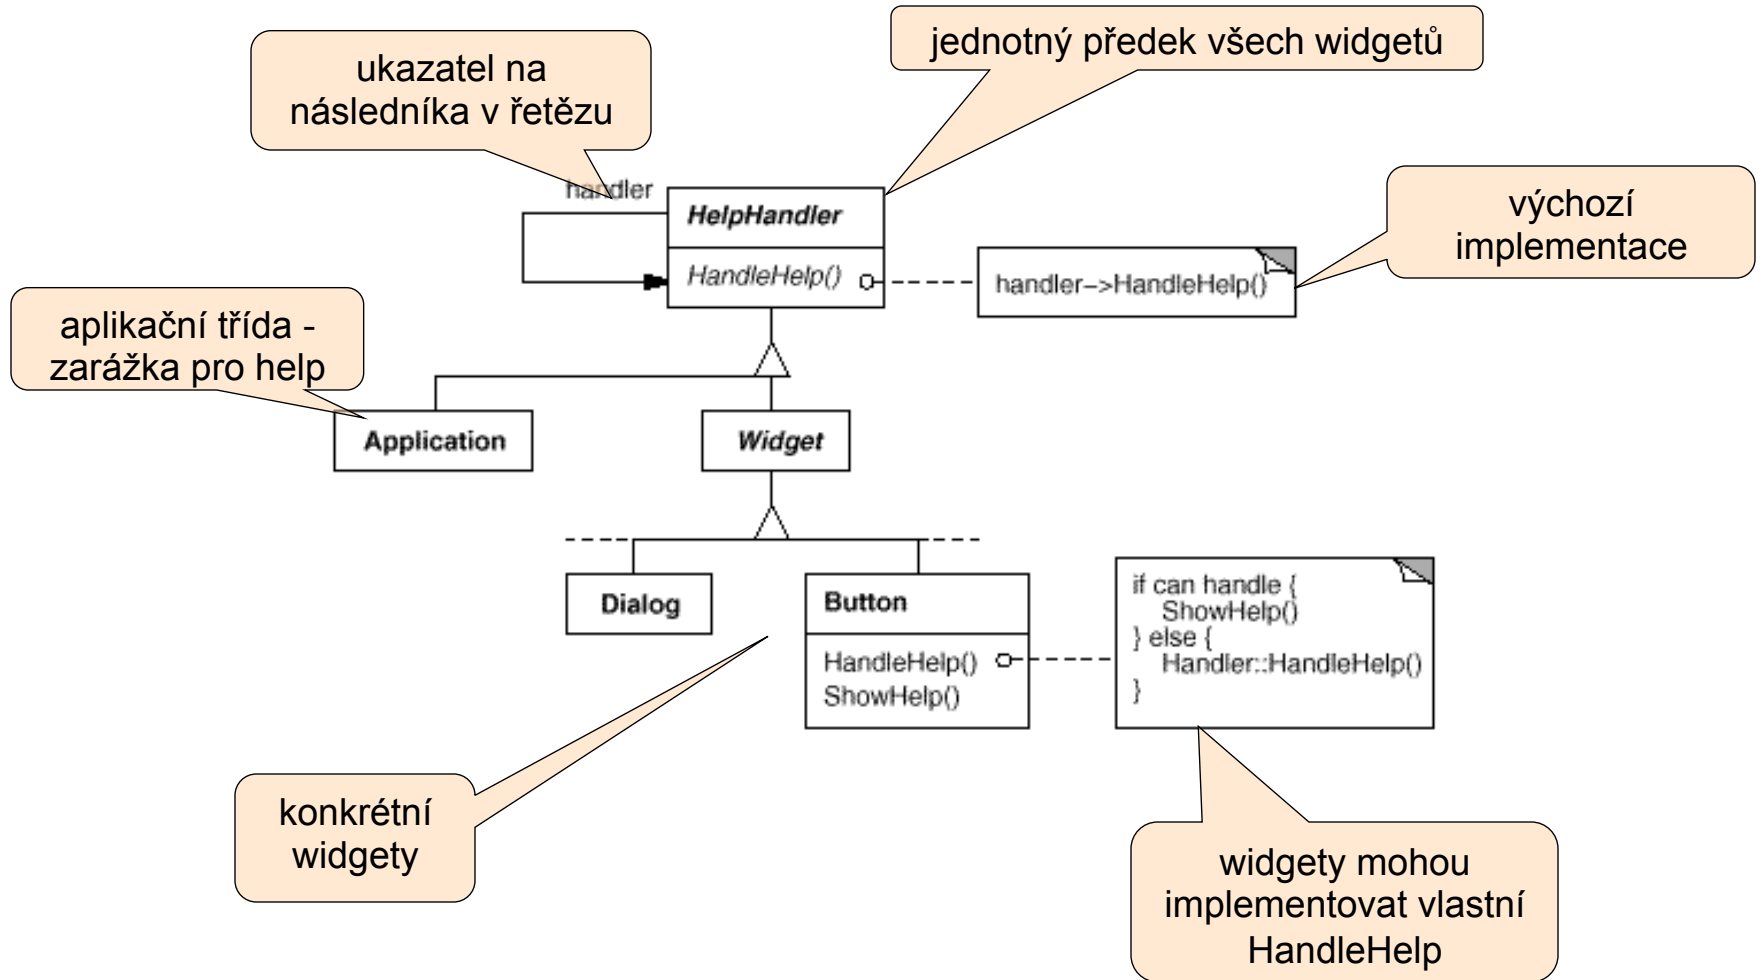 jednotný předek všech widgetů
ukazatel na
následníka v řetězu
handler
HelpHandler
HandleHelp()
handler–>HandleHelp()
výchozí
implementace
aplikační třída -
zarážka pro help
Application
Widget
Dialog
Button
HandleHelp()
ShowHelp()
if can handle {
ShowHelp()
} else {
Handler::HandleHelp()
}
konkrétní
widgety
widgety mohou
implementovat vlastní
HandleHelp